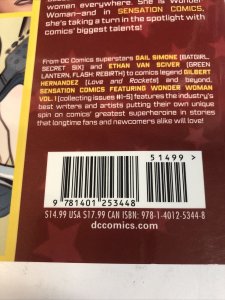 women everywhere. She is Wonder
Woman—and in SENSATION COMICS,
she's taking a turn in the spotlight with
comics' biggest talents!
From DC Comics superstars GAIL SIMONE (BATGIRL,
SECRET SIX) and ETHAN VAN SCIVER (GREEN
LANTERN, FLASH: REBIRTH) to comics legend GILBERT
HERNANDEZ (Love and Rockets) and beyond,
SENSATION COMICS FEATURING WONDER WOMAN
VOL. 1 (collecting issues #1-5) features the industry's
best writers and artists putting their own unique
spin on comics' greatest superheroine in stories
that longtime fans and newcomers alike will love!
51499>
9 781401 253448
$14.99 USA $17.99 CAN ISBN: 978-1-4012-5344-8
dccomics.com